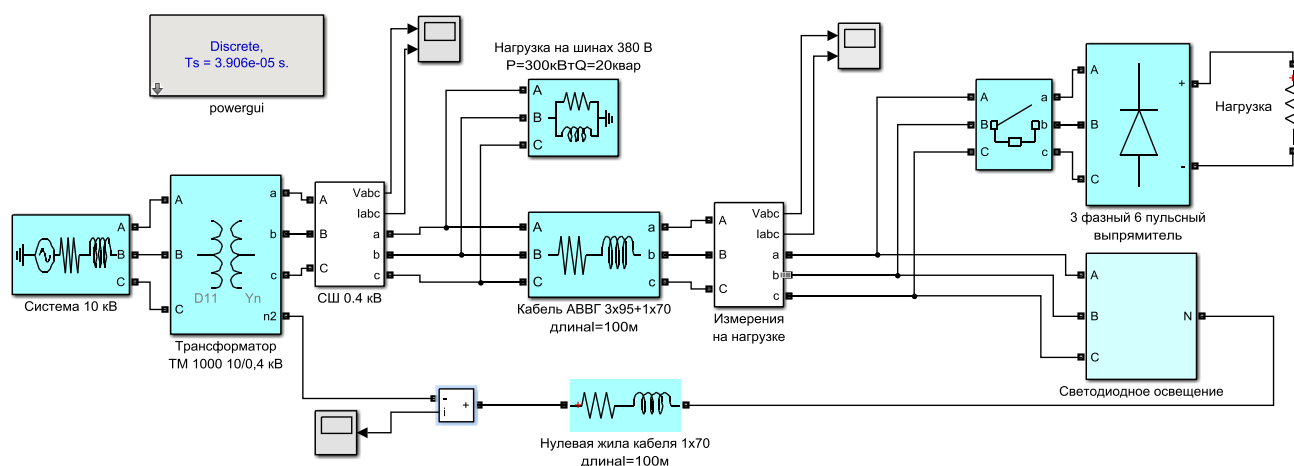 Discrete,
Ts = 3.906e-05 s.
powergui
Нагрузка на шинах 380 В
P=300кВтQ=20квар
A
B
C
Нагрузка
+
-
A
B
C
a
b
c
A
B
C
3 фазный 6 пульсный
выпрямитель
A
B
C
Система 10 кВ
A
B
C
a
b
c
n2
D11
Yn
Трансформатор
ТМ 1000 10/0,4 кВ
A
B
C
Vabc
Iabc
a
b
c
СШ 0.4 кВ
A
B
C
a
b
c
Кабель АВВГ 3х95+1х70
длинаl=100м
A
B
C
Vabc
Iabc
a
b
c
Измерения
на нагрузке
A
B
C
N
Светодиодное освещение
-
i
+
+
Нулевая жила кабеля 1х70
длинаl=100м